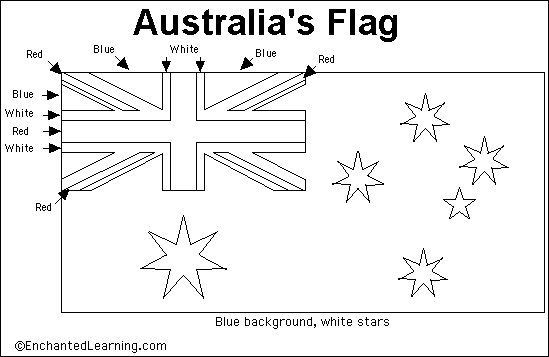 Australia's Flag
Blue White Blue
Red Red
Blue
White
Red
White
Red
Blue background, white stars
©EnchantedLearning.com